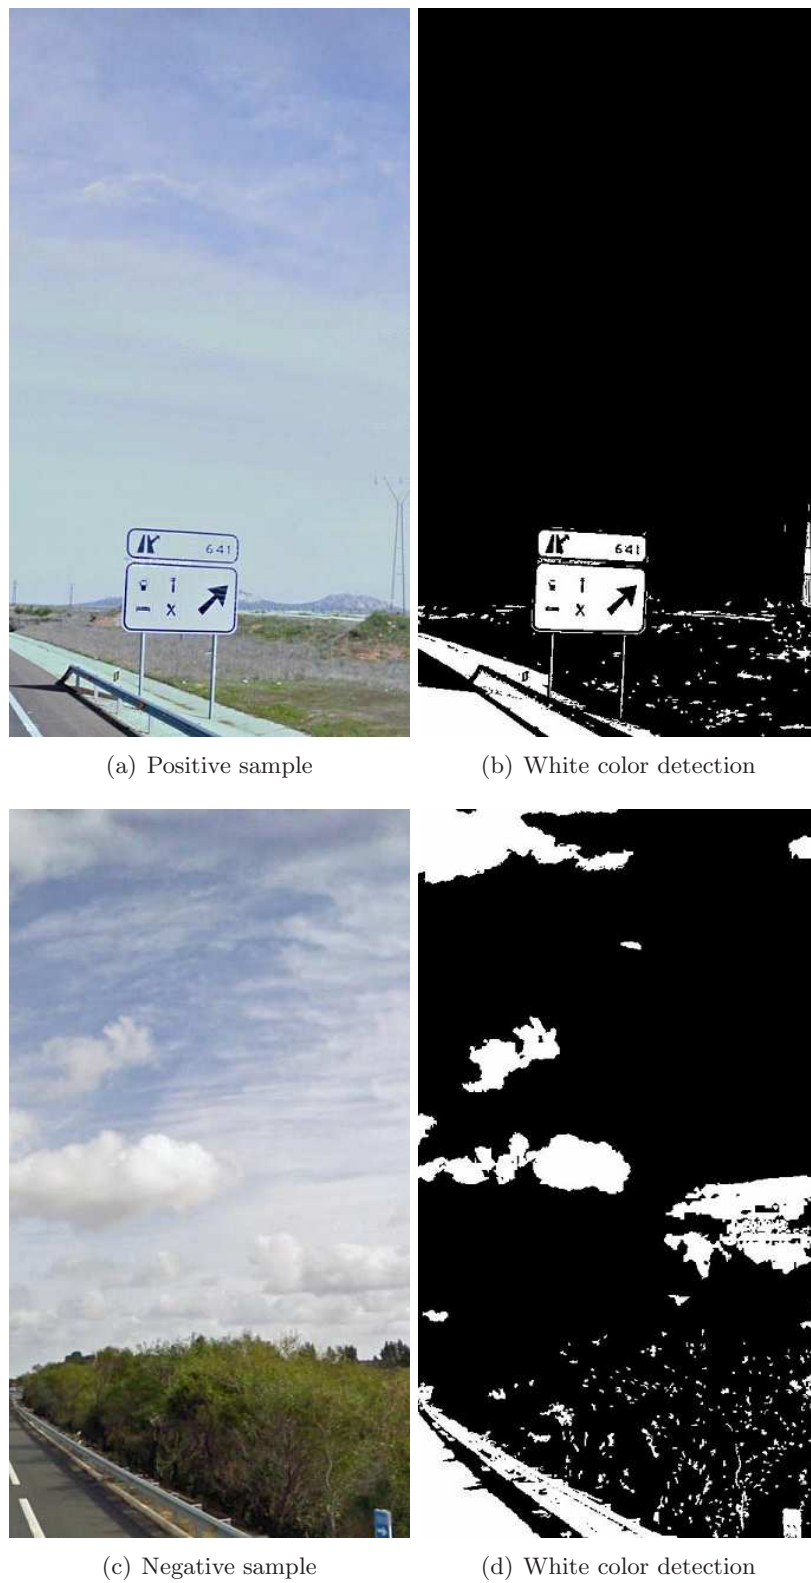 641
641
(a) Positive sample
(b) White color detection
(c) Negative sample
(d) White color detection